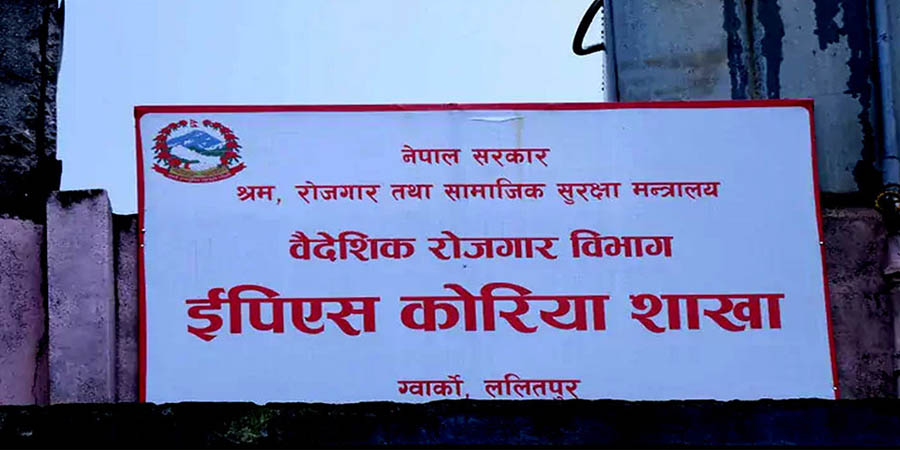 नेपाल सरकार
श्रम, रोजगार तथा सामाजिक सुरक्षा मन्त्रालय
वैदेशिक रोजगार विभाग
ईपिएस कोरिया शाखा
ग्वार्को, ललितपुर